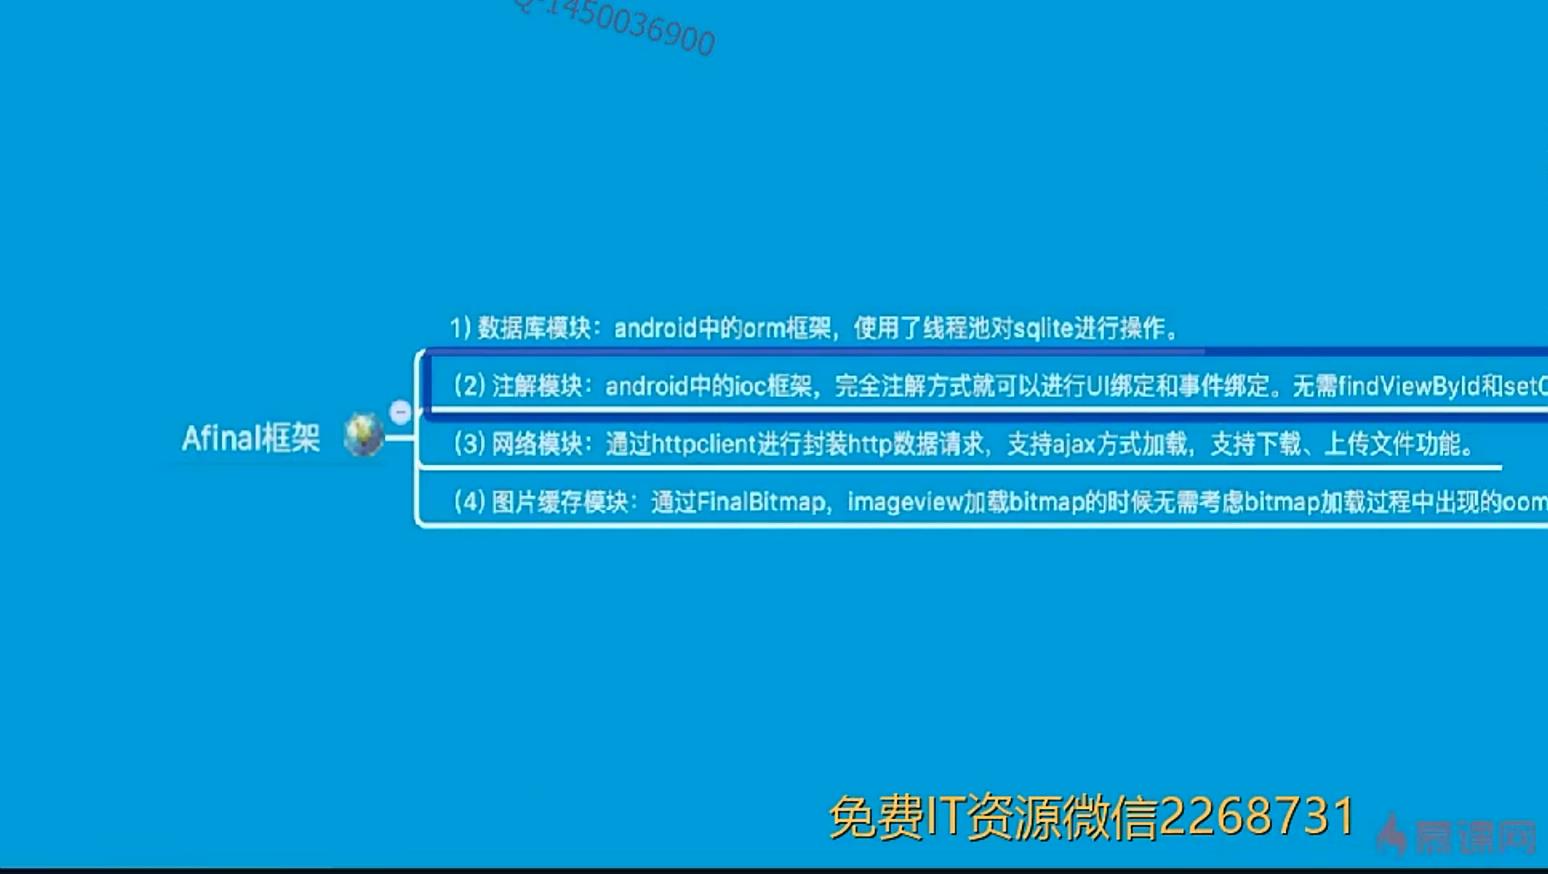 Q-1450036900
1) 数据库模块：android中的orm框架，使用了线程池对sqlite进行操作。
(2) 注解模块：android中的ioc框架，完全注解方式就可以进行UI绑定和事件绑定。无需findViewById和setC
Afinal框架
(3) 网络模块：通过httpclient进行封装http数据请求，支持ajax方式加载，支持下载、上传文件功能。
(4) 图片缓存模块：通过FinalBitmap，imageview加载bitmap的时候无需考虑bitmap加载过程中出现的oom
免费IT资源微信2268731
慕课网